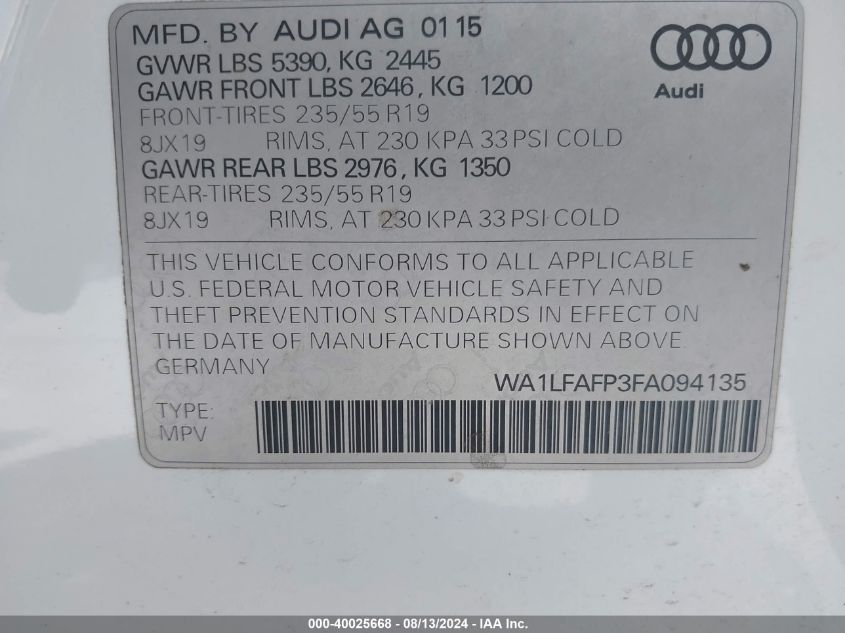 MFD. BY AUDI AG 01 15
GVWR LBS 5390, KG 2445
GAWR FRONT LBS 2646, KG 1200
FRONT-TIRES 235/55 R19
8JX19 RIMS, AT 230 KPA 33 PSI COLD
GAWR REAR LBS 2976, KG 1350
REAR-TIRES 235/55 R19
8JX19 RIMS, AT 230 KPA 33 PSI COLD
Audi
THIS VEHICLE CONFORMS TO ALL APPLICABLE
U.S. FEDERAL MOTOR VEHICLE SAFETY AND
THEFT PREVENTION STANDARDS IN EFFECT ON
THE DATE OF MANUFACTURE SHOWN ABOVE.
GERMANY
WA1LFAFP3FA094135
TYPE:
MPV
000-40025668 - 08/13/2024 - IAA Inc.